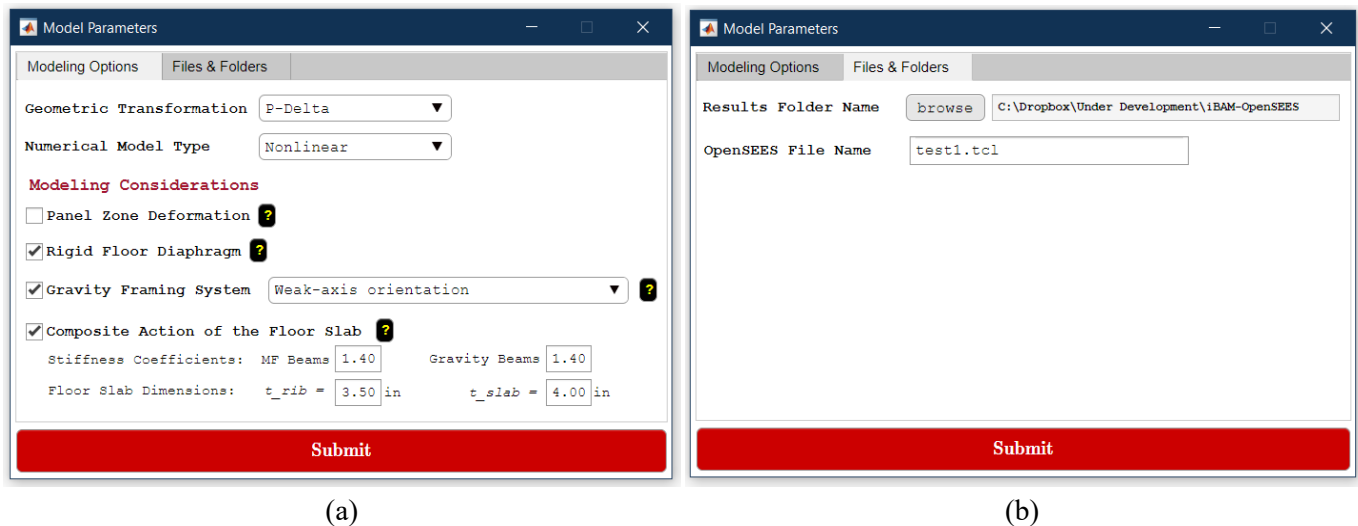 Model Parameters
Modeling Options Files & Folders
Geometric Transformation P-Delta
Numerical Model Type Nonlinear
Modeling Considerations
Panel Zone Deformation ?
Rigid Floor Diaphragm ?
Gravity Framing System Weak-axis orientation ?
Composite Action of the Floor Slab ?
Stiffness Coefficients: MF Beams 1.40 Gravity Beams 1.40
Floor Slab Dimensions: t_rib = 3.50 in t_slab = 4.00 in
Submit
(a)
Model Parameters
Modeling Options Files & Folders
Results Folder Name browse C:\Dropbox\Under Development\iBAM-OpenSEES
OpenSEES File Name test1.tcl
Submit
(b)